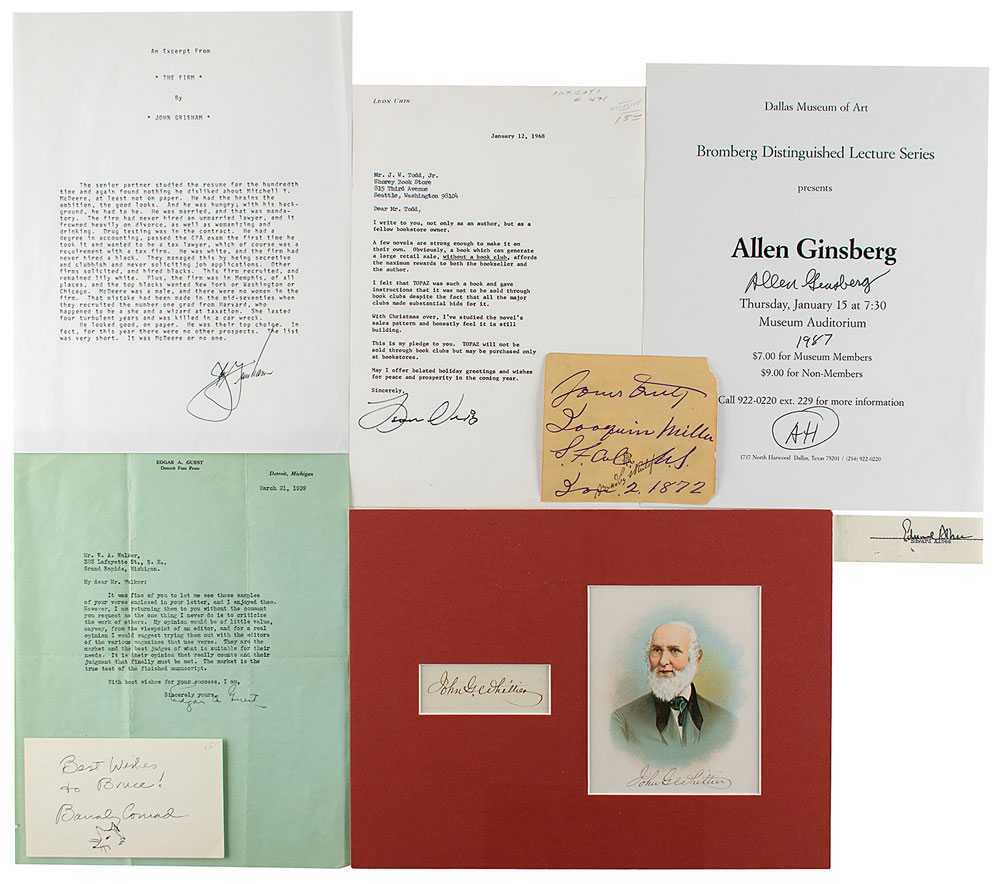 An Excerpt From
* THE FIRM *
By
* JOHN GRISHAM *
The senior partner studied the resume for the hundredth
time and again found nothing he disliked about Mitchell Y.
McDeere, at least not on paper. He had the brains the
ambition, the good looks. And he was hungry; with his back-
ground, he had to be. He was married, and that was manda-
tory. The firm had never hired an unmarried lawyer, and it
frowned heavily on divorce, as well as womanizing and
drinking. Drug testing was in the contract. He had a
degree in accounting, passed the CPA exam the first time he
took it and wanted to be a tax lawyer, which of course was a
requirement with a tax firm. He was white, and the firm had
never hired a black. They managed this by being secretive
and clubbish and never soliciting job applications. Other
firms solicited, and hired blacks. This firm recruited, and
remained lily white. Plus, the firm was in Memphis, of all
places, and the top blacks wanted New York or Washington or
Chicago. McDeere was a male, and there were no women in the
firm. That mistake had been made in the mid-seventies when
they recruited the number one grad from Harvard, who
happened to be a she and a wizard at taxation. She lasted
four turbulent years and was killed in a car wreck.
He looked good, on paper. He was their top choice. In
fact, for this year there were no other prospects. The list
was very short. It was McDeere or no one.
LEON URIS
January 12, 1968
Mr. J. W. Todd, Jr.
Shorey Book Store
815 Third Avenue
Seattle, Washington 98104
Dear Mr. Todd,
I write to you, not only as an author, but as a
fellow bookstore owner.
A few novels are strong enough to make it on
their own. Obviously, a book which can generate
a large retail sale, without a book club, affords
the maximum rewards to both the bookseller and
the author.
I felt that TOPAZ was such a book and gave
instructions that it was not to be sold through
book clubs despite the fact that all the major
clubs made substantial bids for it.
With Christmas over, I've studied the novel's
sales pattern and honestly feel it is still
building.
This is my pledge to you. TOPAZ will not be
sold through book clubs but may be purchased only
at bookstores.
May I offer belated holiday greetings and wishes
for peace and prosperity in the coming year.
Sincerely,
Leon Uris
Dallas Museum of Art
Bromberg Distinguished Lecture Series
presents
Allen Ginsberg
Allen Ginsberg
Thursday, January 15 at 7:30
Museum Auditorium
1987
$7.00 for Museum Members
$9.00 for Non-Members
Call 922-0220 ext. 229 for more information
AH
1717 North Harwood Dallas, Texas 75201 / (214) 922-0220
Yours truly
Joaquin Miller
2, 1872
Edward Albee
Edward Albee
EDGAR A. GUEST
Detroit Free Press
Detroit, Michigan
March 21, 1939
Mr. W. A. Walker,
323 Lafayette St., S. E.,
Grand Rapids, Michigan.
My dear Mr. Walker:
It was fine of you to let me see those samples
of your verse enclosed in your letter, and I enjoyed them.
However, I am returning them to you without the comment
you request as the one thing I never do is to criticize
the work of others. My opinion would be of little value,
anyway, from the viewpoint of an editor, and for a real
opinion I would suggest trying them out with the editors
of the various magazines that use verse. They are the
market and the best judges of what is suitable for their
needs. It is their opinion that really counts and their
judgment that finally must be met. The market is the
true test of the finished manuscript.
With best wishes for your success, I am,
Sincerely yours,
Edgar A Guest
Best Wishes
to Bruce!
Barnaby Conrad
John G. Whittier
John G. Whittier